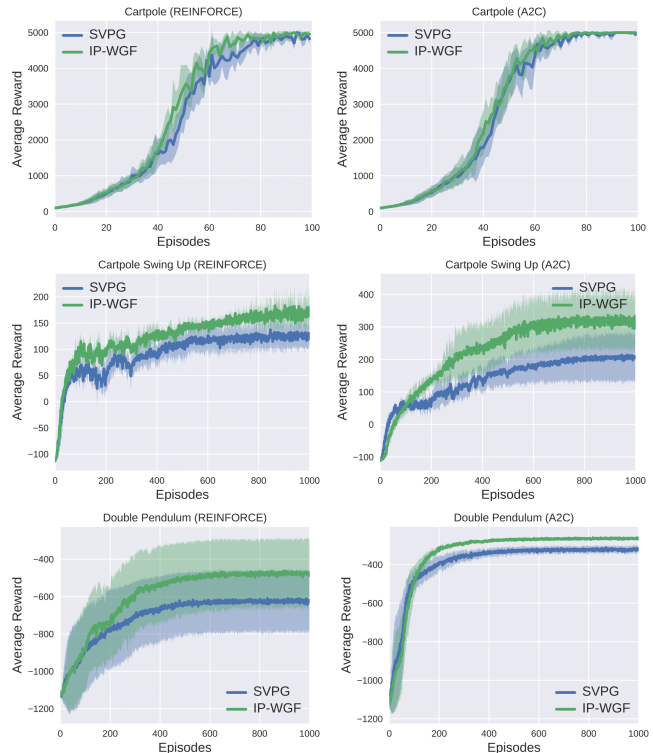 Cartpole (REINFORCE)
5000
4000
3000
2000
1000
0
Average Reward
SVPG
IP-WGF
0 20 40 60 80 100
Episodes
Cartpole (A2C)
5000
4000
3000
2000
1000
0
Average Reward
SVPG
IP-WGF
0 20 40 60 80 100
Episodes
Cartpole Swing Up (REINFORCE)
200
150
100
50
0
−50
−100
Average Reward
SVPG
IP-WGF
0 200 400 600 800 1000
Episodes
Cartpole Swing Up (A2C)
400
300
200
100
0
−100
Average Reward
SVPG
IP-WGF
0 200 400 600 800 1000
Episodes
Double Pendulum (REINFORCE)
−400
−600
−800
−1000
−1200
Average Reward
SVPG
IP-WGF
0 200 400 600 800 1000
Episodes
Double Pendulum (A2C)
−400
−600
−800
−1000
−1200
Average Reward
SVPG
IP-WGF
0 200 400 600 800 1000
Episodes